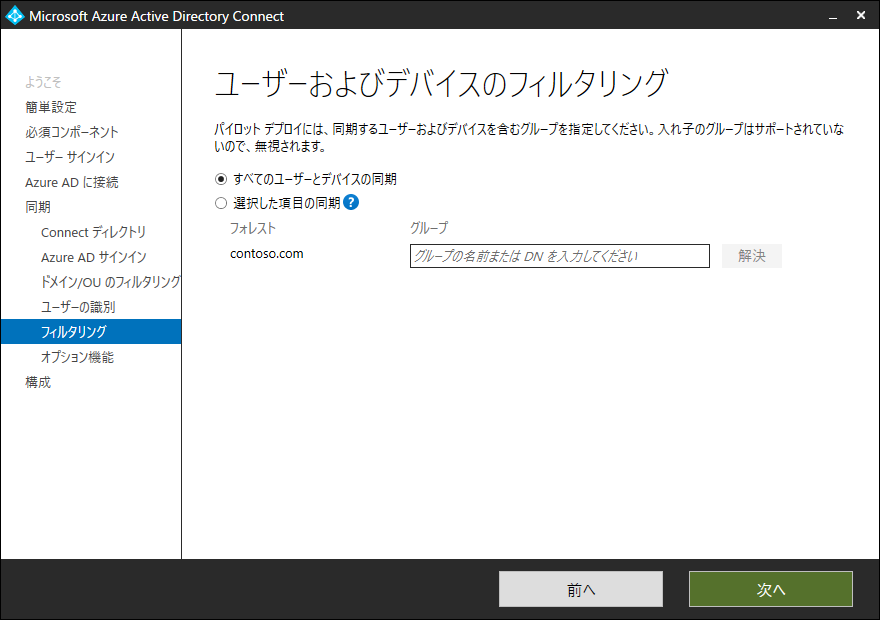 Microsoft Azure Active Directory Connect
ようこそ
簡単設定
必須コンポーネント
ユーザー サインイン
Azure AD に接続
同期
Connect ディレクトリ
Azure AD サインイン
ドメイン/OU のフィルタリング
ユーザーの識別
フィルタリング
オプション機能
構成
ユーザーおよびデバイスのフィルタリング
パイロット デプロイには、同期するユーザーおよびデバイスを含むグループを指定してください。入れ子のグループはサポートされていな
いので、無視されます。
すべてのユーザーとデバイスの同期
選択した項目の同期 ?
フォレスト グループ
contoso.com グループの名前または DN を入力してください 解決
前へ 次へ